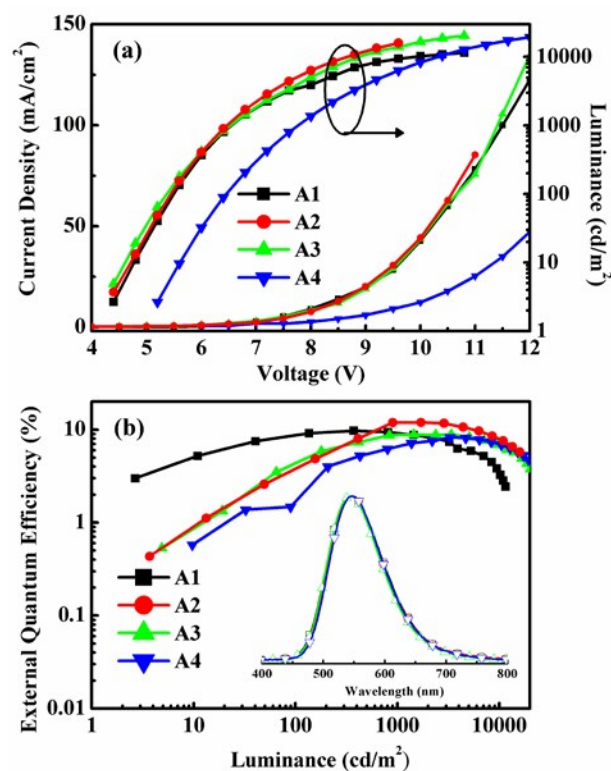 (a)
Current Density (mA/cm²)
150
125
100
75
50
25
0
A1
A2
A3
A4
10000
1000
100
10
1
Luminance (cd/m²)
4 5 6 7 8 9 10 11 12
Voltage (V)
(b)
External Quantum Efficiency (%)
10
1
0.1
0.01
A1
A2
A3
A4
400 500 600 700 800
Wavelength (nm)
1 10 100 1000 10000
Luminance (cd/m²)